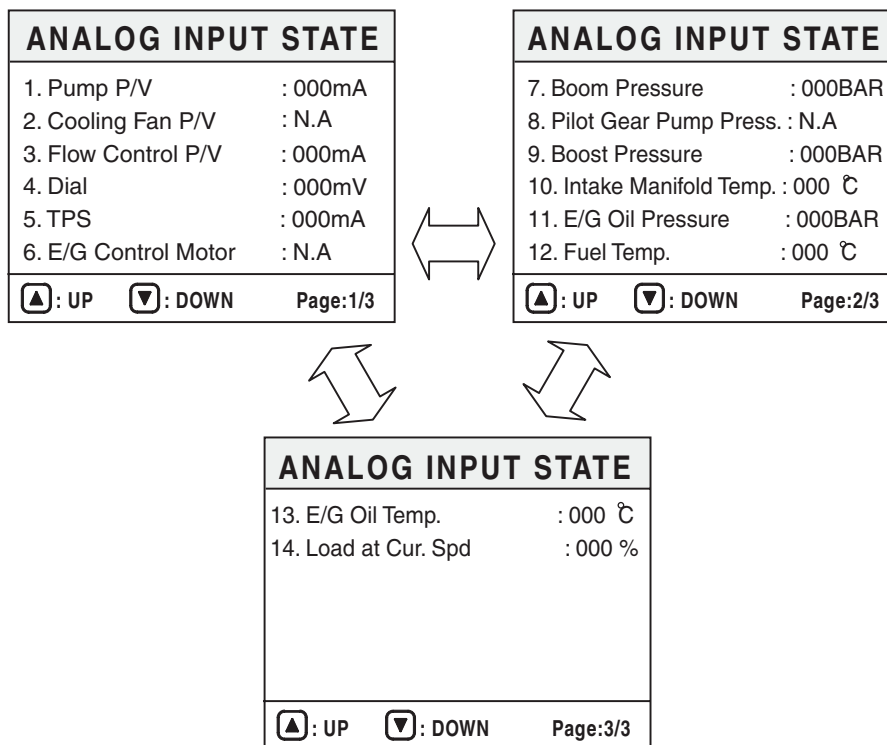 ANALOG INPUT STATE
1. Pump P/V : 000mA
2. Cooling Fan P/V : N.A
3. Flow Control P/V : 000mA
4. Dial : 000mV
5. TPS : 000mA
6. E/G Control Motor : N.A
▲ : UP ▼ : DOWN Page:1/3
ANALOG INPUT STATE
7. Boom Pressure : 000BAR
8. Pilot Gear Pump Press. : N.A
9. Boost Pressure : 000BAR
10. Intake Manifold Temp. : 000 ℃
11. E/G Oil Pressure : 000BAR
12. Fuel Temp. : 000 ℃
▲ : UP ▼ : DOWN Page:2/3
ANALOG INPUT STATE
13. E/G Oil Temp. : 000 ℃
14. Load at Cur. Spd : 000 %
▲ : UP ▼ : DOWN Page:3/3